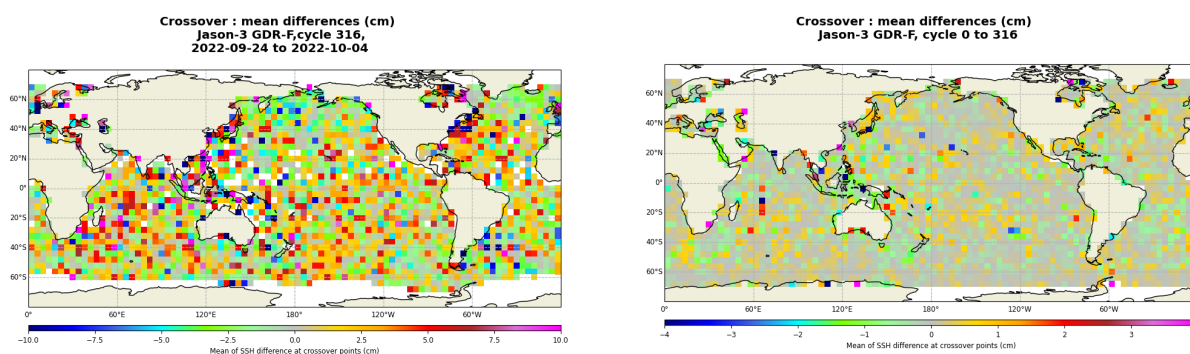 Crossover : mean differences (cm)
Jason-3 GDR-F,cycle 316,
2022-09-24 to 2022-10-04
60°N
40°N
20°N
0°
20°S
40°S
60°S
0° 60°E 120°E 180° 120°W 60°W 0°
−10.0 −7.5 −5.0 −2.5 0.0 2.5 5.0 7.5 10.0
Mean of SSH difference at crossover points (cm)
Crossover : mean differences (cm)
Jason-3 GDR-F, cycle 0 to 316
60°N
40°N
20°N
0°
20°S
40°S
60°S
0° 60°E 120°E 180° 120°W 60°W
−4 −3 −2 −1 0 1 2 3
Mean of SSH difference at crossover points (cm)